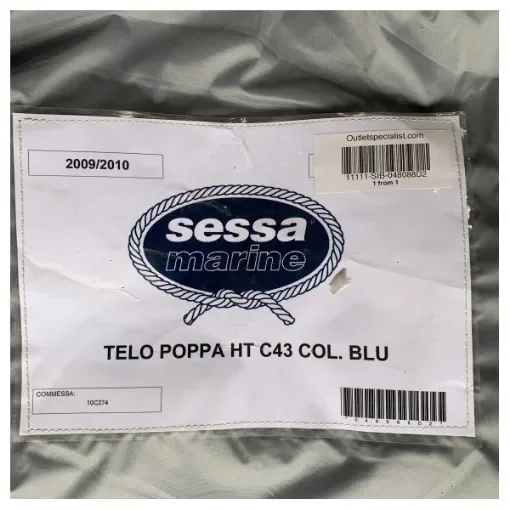 Outletspecialist.com
11111-SIB-048088D2
1 from 1
2009/2010
sessa
marine
TELO POPPA HT C43 COL. BLU
COMMESSA:
10C274